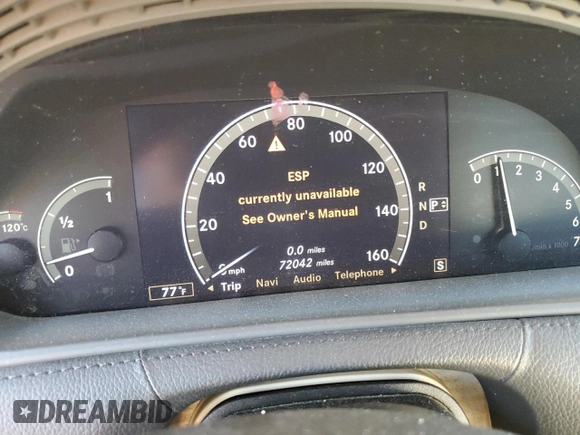 80
60
100
ESP
40
120
currently unavailable
See Owner's Manual
20
140
0.0 miles
72042 miles
mph
160
Trip
Navi
Audio
Telephone
77°F
R
N
P
D
S
120°C
½
1
0
0
1
2
3
4
5
6
7
DREAMBID